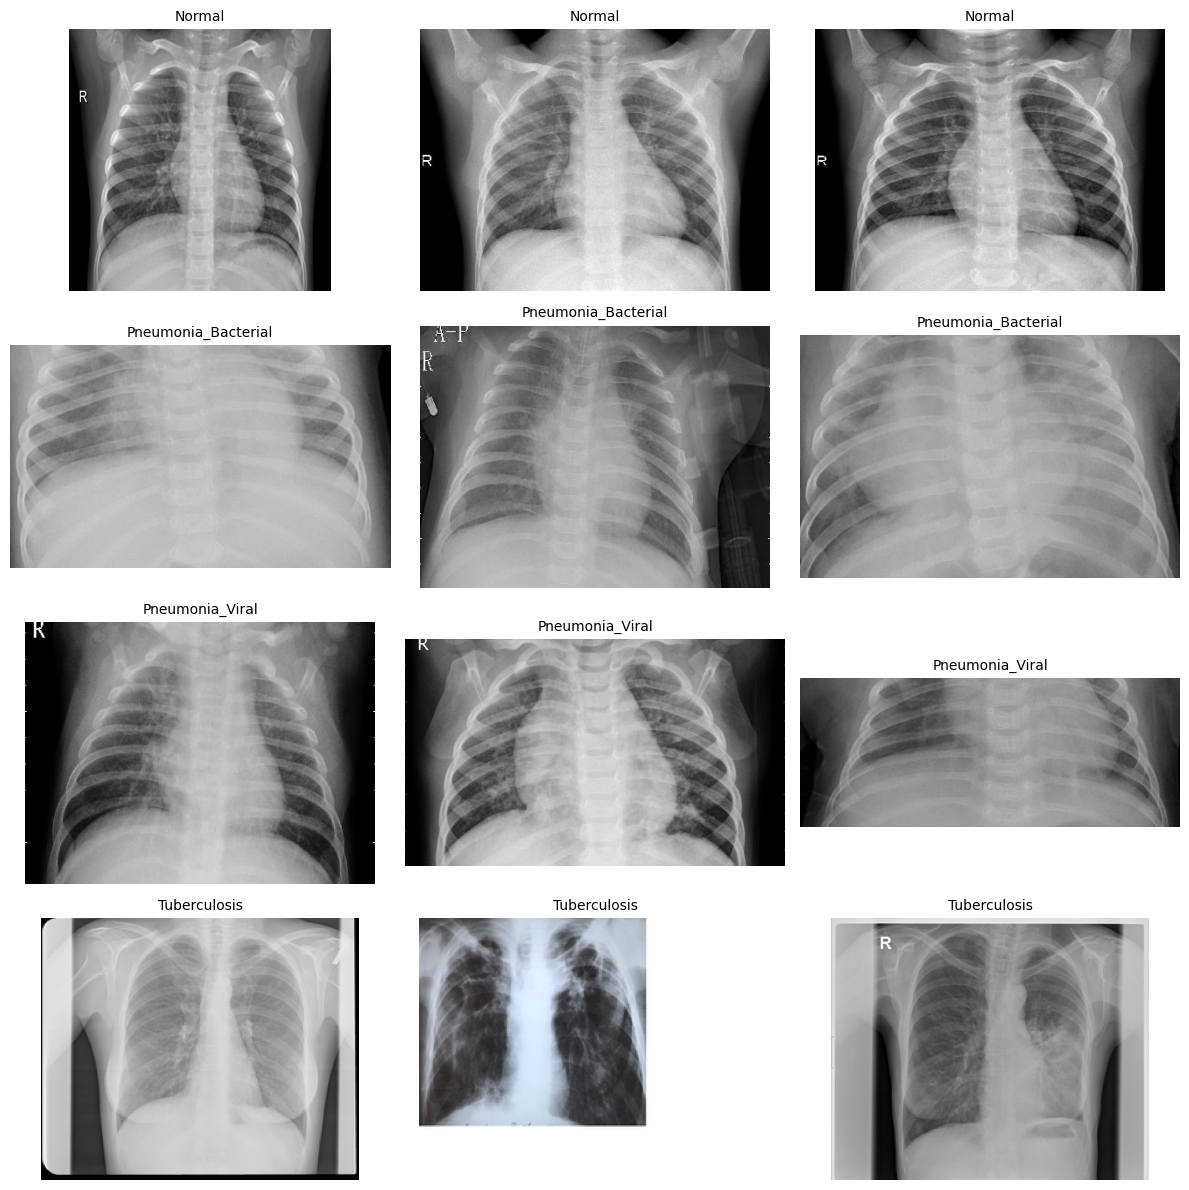 Normal
Normal
Normal
R
R
R
Pneumonia_Bacterial
Pneumonia_Bacterial
Pneumonia_Bacterial
A-P
R
Pneumonia_Viral
Pneumonia_Viral
Pneumonia_Viral
R
R
Tuberculosis
Tuberculosis
Tuberculosis
R